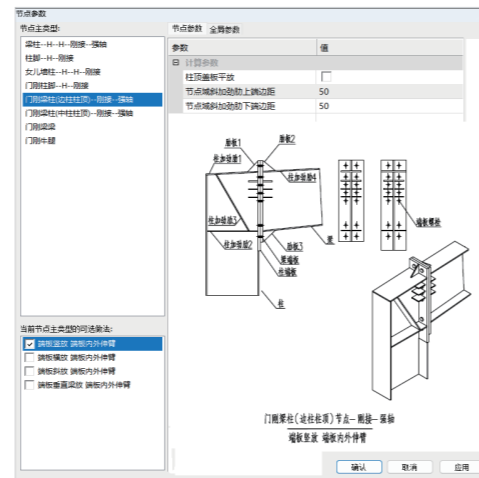 节点参数
节点主类型:
梁柱--H--H--刚接--强轴
柱脚--H--刚接
女儿墙柱--H--H--刚接
门刚柱脚--H--刚接
门刚梁柱(边柱柱顶)--刚接--强轴
门刚梁柱(中柱柱顶)--刚接--强轴
门刚梁梁
门刚牛腿
当前节点主类型的可选做法:
端板竖放 端板内外伸臂
端板横放 端板内外伸臂
端板斜放 端板内外伸臂
端板垂直梁放 端板内外伸臂
节点参数 全局参数
参数 值
计算参数
柱顶盖板平放
节点域斜加劲肋上端边距 50
节点域斜加劲肋下端边距 50
肋板1
肋板2
柱加劲肋1
柱加劲肋4
柱加劲肋3
柱加劲肋2
肋板3
梁
梁端板
柱端板
柱
端板螺栓
门刚梁柱(边柱柱顶)节点—刚接—强轴
端板竖放 端板内外伸臂
确认 取消 应用